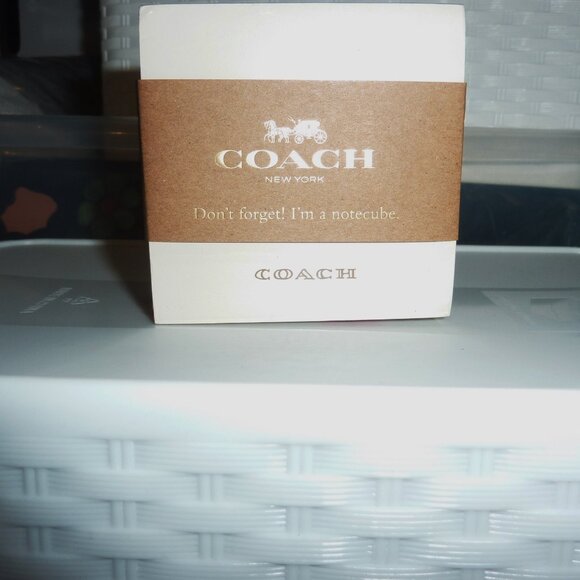 COACH
NEW YORK
Don't forget! I'm a notecube.
COACH